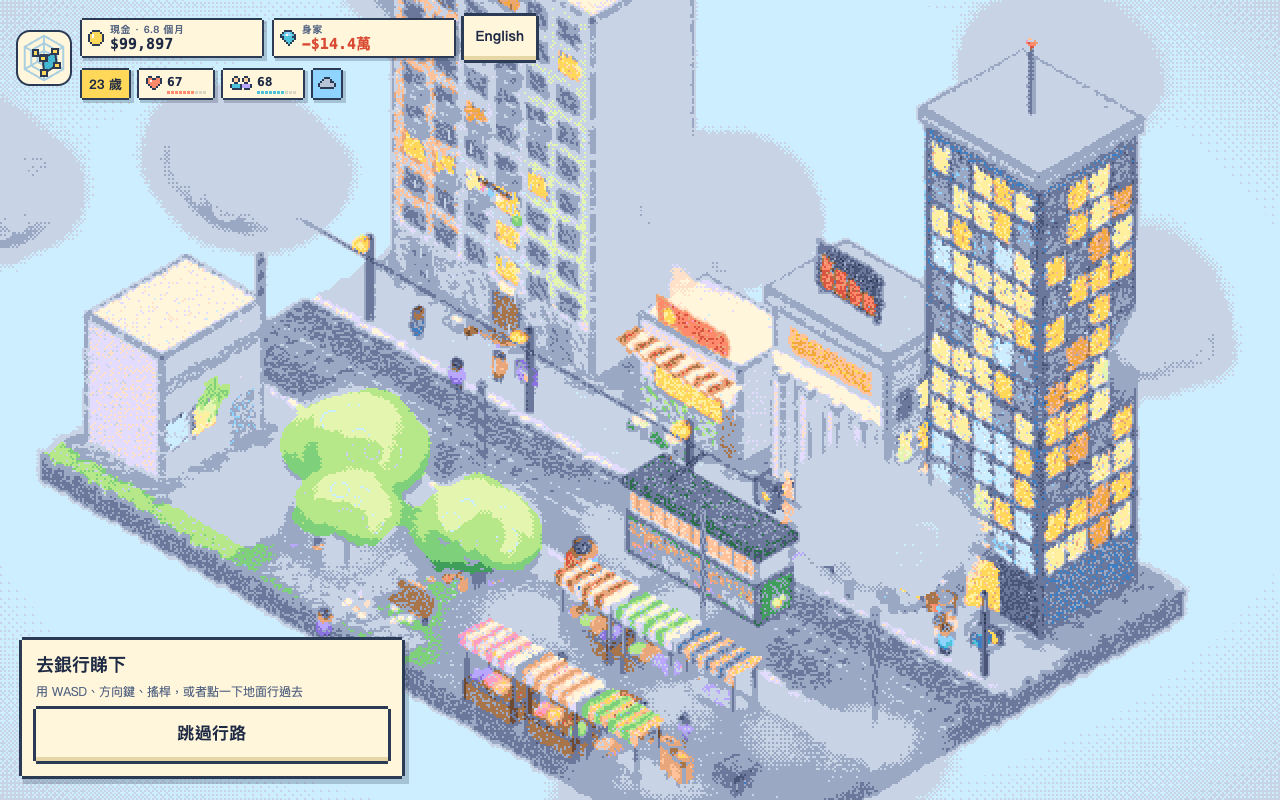 現金 · 6.8 個月
$99,897
身家
−$14.4萬
English
23 歲
67
68
去銀行睇下
用 WASD、方向鍵、搖桿，或者點一下地面行過去
跳過行路